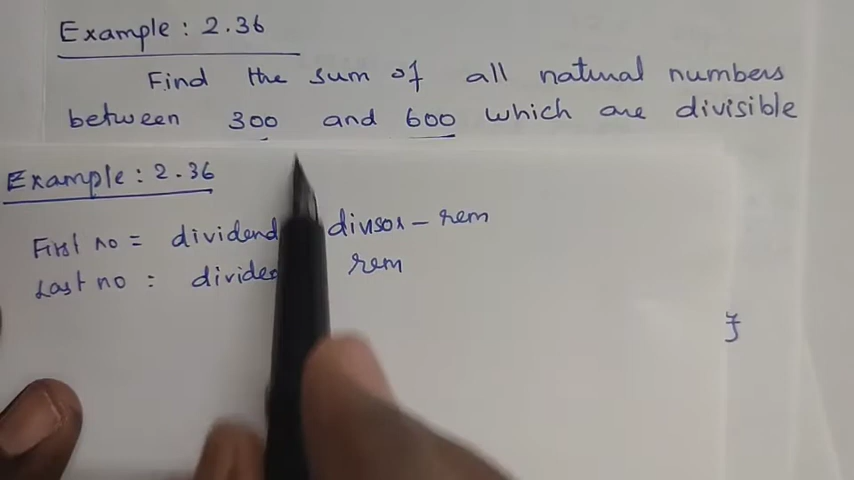 Example : 2.36
Find the sum of all natural numbers
between 300 and 600 which are divisible
Example : 2.36
First no = dividend divsor - rem
Last no : divide rem